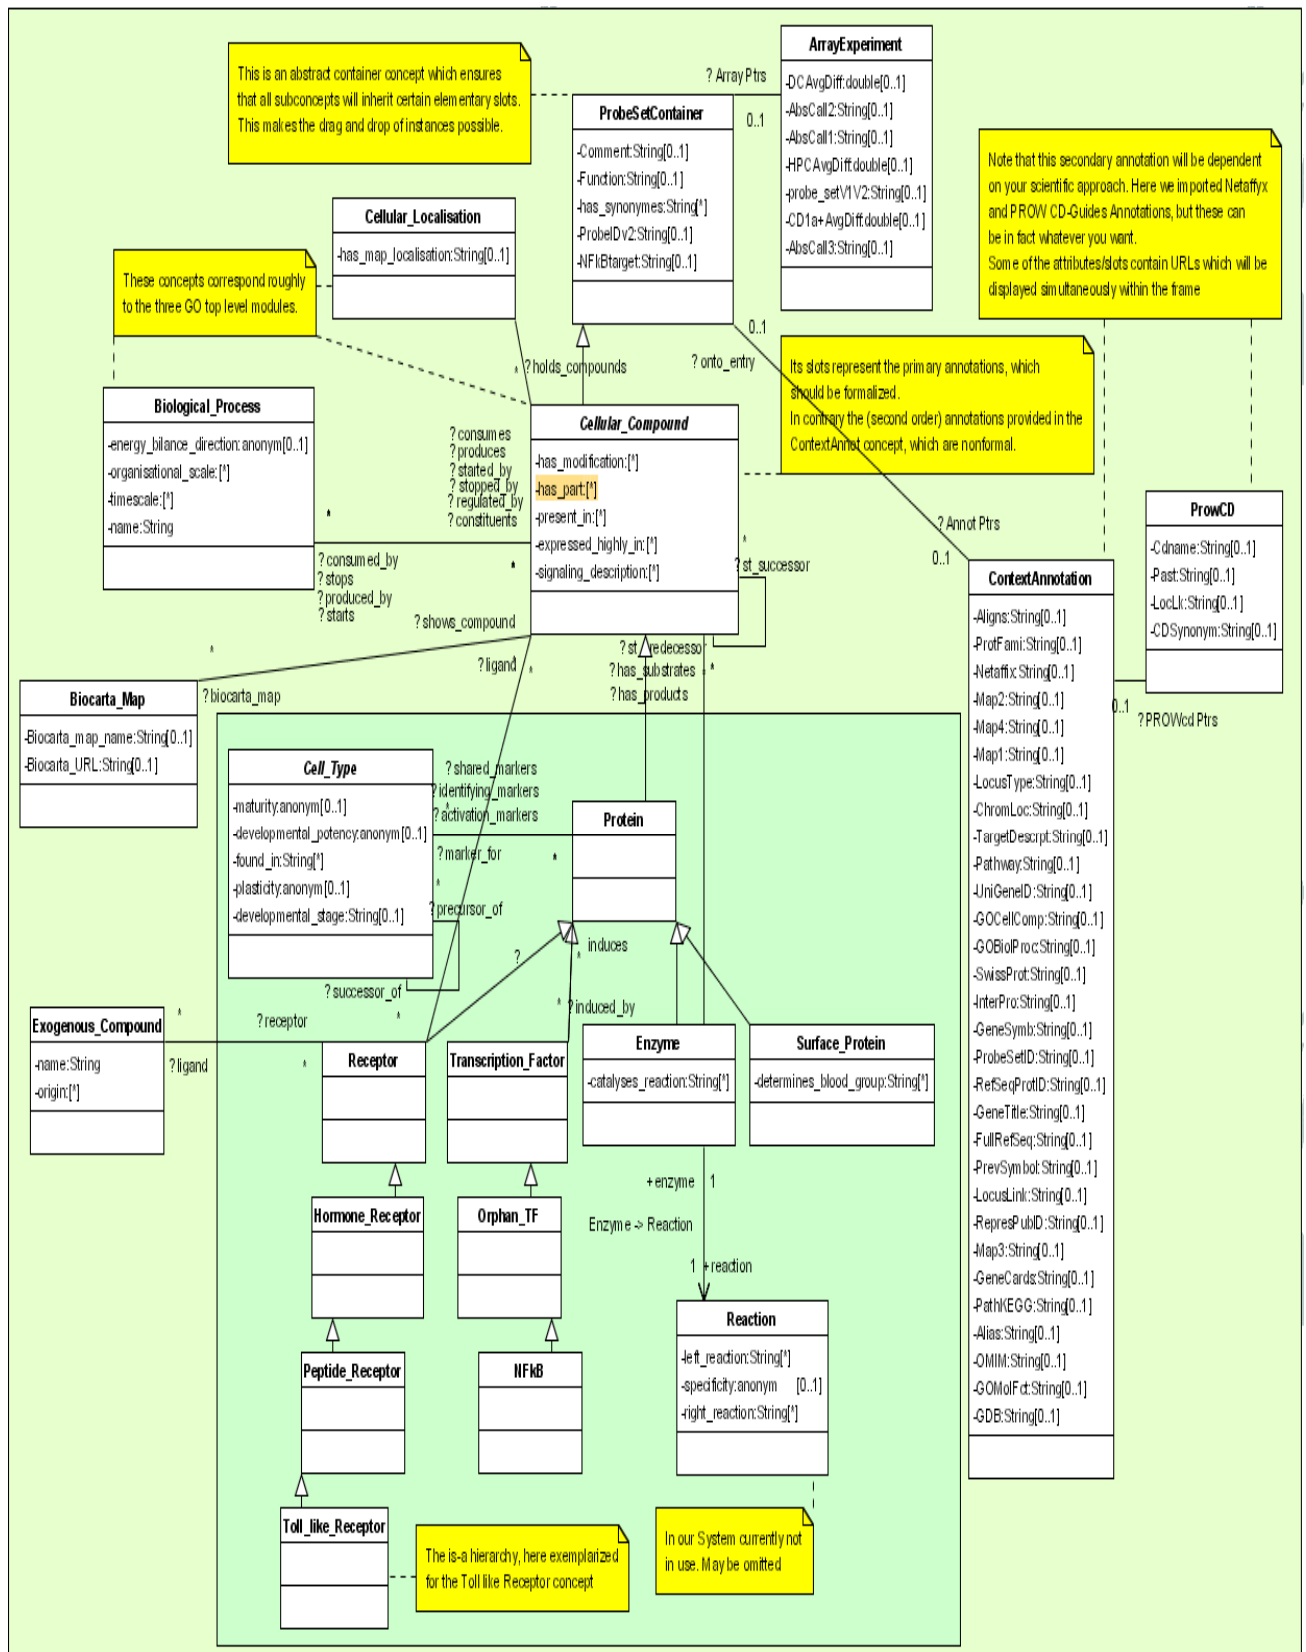 ArrayExperiment
-DCAvgDiff:double[0..1]
-AbsCall2:String[0..1]
-AbsCall1:String[0..1]
-HPCAvgDiff:double[0..1]
-probe_setV1V2:String[0..1]
-CD1a+AvgDiff:double[0..1]
-AbsCall3:String[0..1]
? Array Ptrs
0..1
This is an abstract container concept which ensures
that all subconcepts will inherit certain elementary slots.
This makes the drag and drop of instances possible.
ProbeSetContainer
-Comment:String[0..1]
-Function:String[0..1]
-has_synonymes:String[*]
-ProbeIDv2:String[0..1]
-NFkBtarget:String[0..1]
Note that this secondary annotation will be dependent
on your scientific approach. Here we imported Netaffyx
and PROW CD-Guides Annotations, but these can
be in fact whatever you want.
Some of the attributes/slots contain URLs which will be
displayed simultaneously within the frame
Cellular_Localisation
-has_map_localisation:String[0..1]
These concepts correspond roughly
to the three GO top level modules.
0..1
? onto_entry
* ? holds_compounds
Its slots represent the primary annotations, which
should be formalized.
In contrary the (second order) annotations provided in the
ContextAnnot concept, which are nonformal.
Biological_Process
-energy_bilance_direction:anonym[0..1]
-organisational_scale:[*]
-timescale:[*]
-name:String
? consumes
? produces
? started_by
? stopped_by
? regulated_by
? constituents
*
Cellular_Compound
-has_modification:[*]
-has_part:[*]
-present_in:[*]
-expressed_highly_in:[*]
-signaling_description:[*]
? consumed_by
? stops
? produced_by
? starts
*
*
? st_successor
? Annot Ptrs
0..1
ProwCD
-Cdname:String[0..1]
-Past:String[0..1]
-LocLk:String[0..1]
-CDSynonym:String[0..1]
0..1
? PROWcd Ptrs
ContextAnnotation
-Aligns:String[0..1]
-ProtFami:String[0..1]
-Netaffix:String[0..1]
-Map2:String[0..1]
-Map4:String[0..1]
-Map1:String[0..1]
-LocusType:String[0..1]
-ChromLoc:String[0..1]
-TargetDescrpt:String[0..1]
-Pathway:String[0..1]
-UniGeneID:String[0..1]
-GOCellComp:String[0..1]
-GOBiolProc:String[0..1]
-SwissProt:String[0..1]
-InterPro:String[0..1]
-GeneSymb:String[0..1]
-ProbeSetID:String[0..1]
-RefSeqProtID:String[0..1]
-GeneTitle:String[0..1]
-FullRefSeq:String[0..1]
-PrevSymbol:String[0..1]
-LocusLink:String[0..1]
-RepresPubID:String[0..1]
-Map3:String[0..1]
-GeneCards:String[0..1]
-PathKEGG:String[0..1]
-Alias:String[0..1]
-OMIM:String[0..1]
-GOMolFct:String[0..1]
-GDB:String[0..1]
? shows_compound
*
? biocarta_map
? ligand
*
? has_substrates *
? has_products
Biocarta_Map
-Biocarta_map_name:String[0..1]
-Biocarta_URL:String[0..1]
Cell_Type
-maturity:anonym[0..1]
-developmental_potency:anonym[0..1]
-found_in:String[*]
-plasticity:anonym[0..1]
-developmental_stage:String[0..1]
? shared_markers
? identifying_markers
*
? activation_markers
? marker_for
*
*
? precursor_of
? successor_of
Protein
?
induces
*
* ? induced_by
Exogenous_Compound
-name:String
-origin:[*]
*
? receptor
*
? ligand
*
Receptor
Transcription_Factor
Enzyme
-catalyses_reaction:String[*]
Surface_Protein
-determines_blood_group:String[*]
+ enzyme
1
Enzyme -> Reaction
1 +reaction
Hormone_Receptor
Orphan_TF
Reaction
-left_reaction:String[*]
-specificity:anonym [0..1]
-right_reaction:String[*]
Peptide_Receptor
NFkB
Toll_like_Receptor
The is-a hierarchy, here exemplarized
for the Toll like Receptor concept
In our System currently not
in use. May be omitted